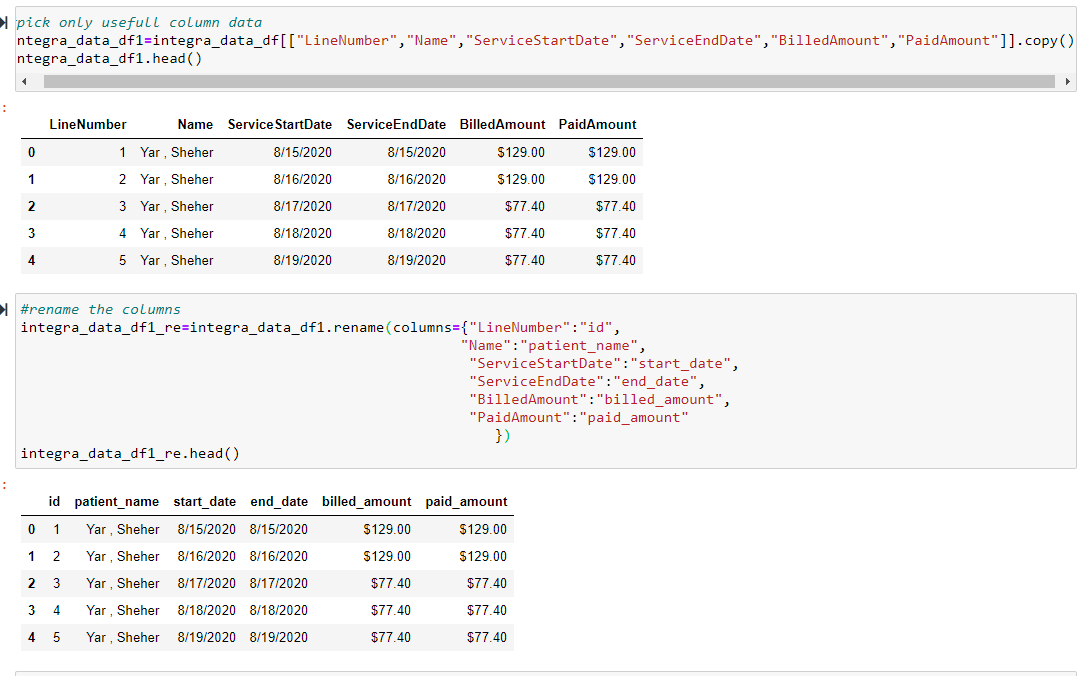 pick only usefull column data
ntegra_data_df1=integra_data_df[["LineNumber","Name","ServiceStartDate","ServiceEndDate","BilledAmount","PaidAmount"]].copy()
ntegra_data_df1.head()
:
LineNumber Name ServiceStartDate ServiceEndDate BilledAmount PaidAmount
0 1 Yar , Sheher 8/15/2020 8/15/2020 $129.00 $129.00
1 2 Yar , Sheher 8/16/2020 8/16/2020 $129.00 $129.00
2 3 Yar , Sheher 8/17/2020 8/17/2020 $77.40 $77.40
3 4 Yar , Sheher 8/18/2020 8/18/2020 $77.40 $77.40
4 5 Yar , Sheher 8/19/2020 8/19/2020 $77.40 $77.40
#rename the columns
integra_data_df1_re=integra_data_df1.rename(columns={"LineNumber":"id",
"Name":"patient_name",
"ServiceStartDate":"start_date",
"ServiceEndDate":"end_date",
"BilledAmount":"billed_amount",
"PaidAmount":"paid_amount"
})
integra_data_df1_re.head()
:
id patient_name start_date end_date billed_amount paid_amount
0 1 Yar , Sheher 8/15/2020 8/15/2020 $129.00 $129.00
1 2 Yar , Sheher 8/16/2020 8/16/2020 $129.00 $129.00
2 3 Yar , Sheher 8/17/2020 8/17/2020 $77.40 $77.40
3 4 Yar , Sheher 8/18/2020 8/18/2020 $77.40 $77.40
4 5 Yar , Sheher 8/19/2020 8/19/2020 $77.40 $77.40